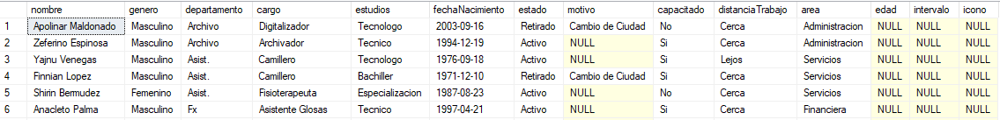 nombre genero departamento cargo estudios fechaNacimiento estado motivo capacitado distanciaTrabajo area edad intervalo icono
1 Apolinar Maldonado Masculino Archivo Digitalizador Tecnologo 2003-09-16 Retirado Cambio de Ciudad No Cerca Administracion NULL NULL NULL
2 Zeferino Espinosa Masculino Archivo Archivador Tecnico 1994-12-19 Activo NULL Si Cerca Administracion NULL NULL NULL
3 Yajnu Venegas Masculino Asist. Camillero Tecnologo 1976-09-18 Activo NULL Si Lejos Servicios NULL NULL NULL
4 Finnian Lopez Masculino Asist. Camillero Bachiller 1971-12-10 Retirado Cambio de Ciudad Si Cerca Servicios NULL NULL NULL
5 Shirin Bermudez Femenino Asist. Fisioterapeuta Especializacion 1987-08-23 Activo NULL No Cerca Servicios NULL NULL NULL
6 Anacleto Palma Masculino Fx Asistente Glosas Tecnico 1997-04-21 Activo NULL Si Cerca Financiera NULL NULL NULL